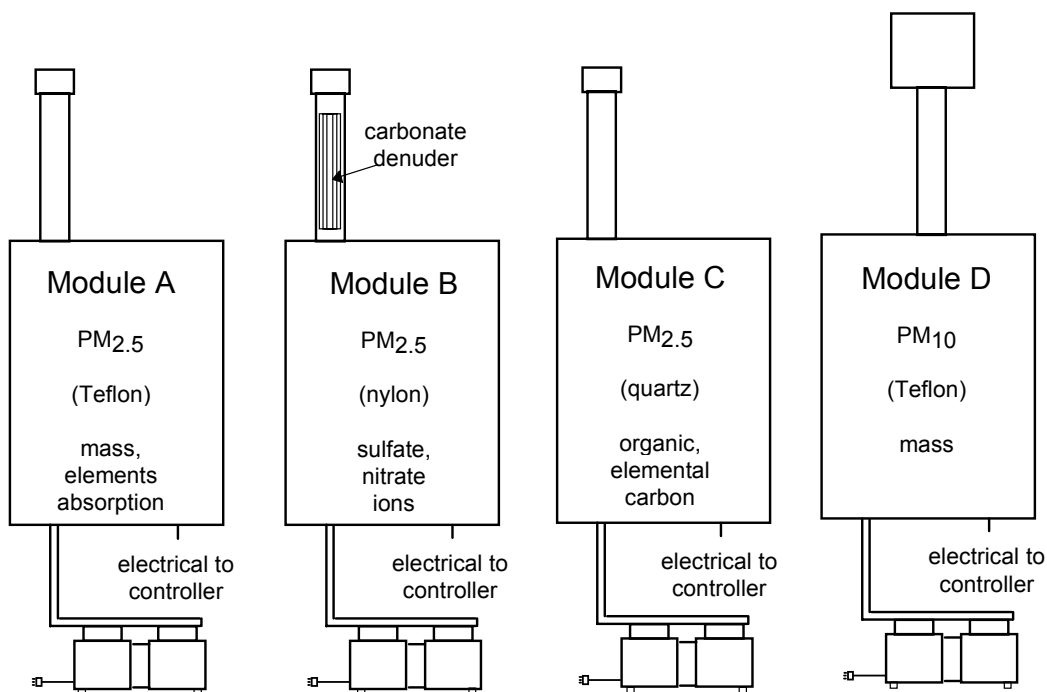 carbonate
denuder
Module A
PM2.5
(Teflon)
mass,
elements
absorption
electrical to
controller
Module B
PM2.5
(nylon)
sulfate,
nitrate
ions
electrical to
controller
Module C
PM2.5
(quartz)
organic,
elemental
carbon
electrical to
controller
Module D
PM10
(Teflon)
mass
electrical to
controller